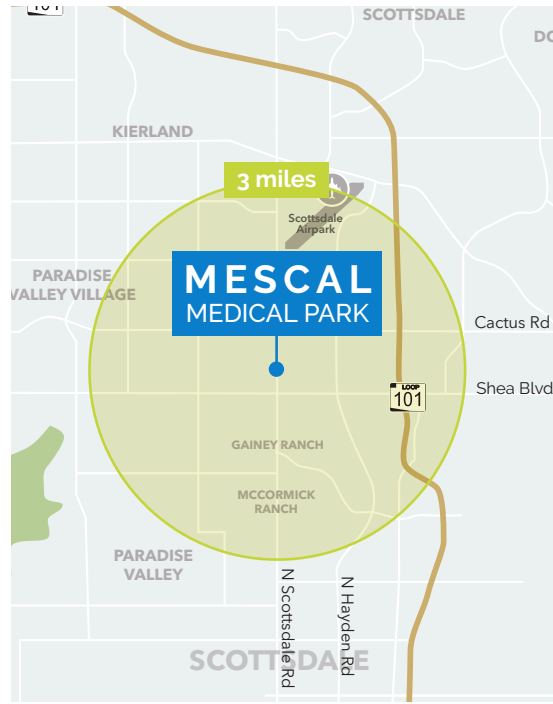 101
SCOTTSDALE
KIERLAND
3 miles
Scottsdale
Airpark
PARADISE
VALLEY VILLAGE
MESCAL
MEDICAL PARK
Cactus Rd
Shea Blvd
LOOP
101
GAINEY RANCH
MCCORMICK
RANCH
PARADISE
VALLEY
N Scottsdale Rd
N Hayden Rd
SCOTTSDALE